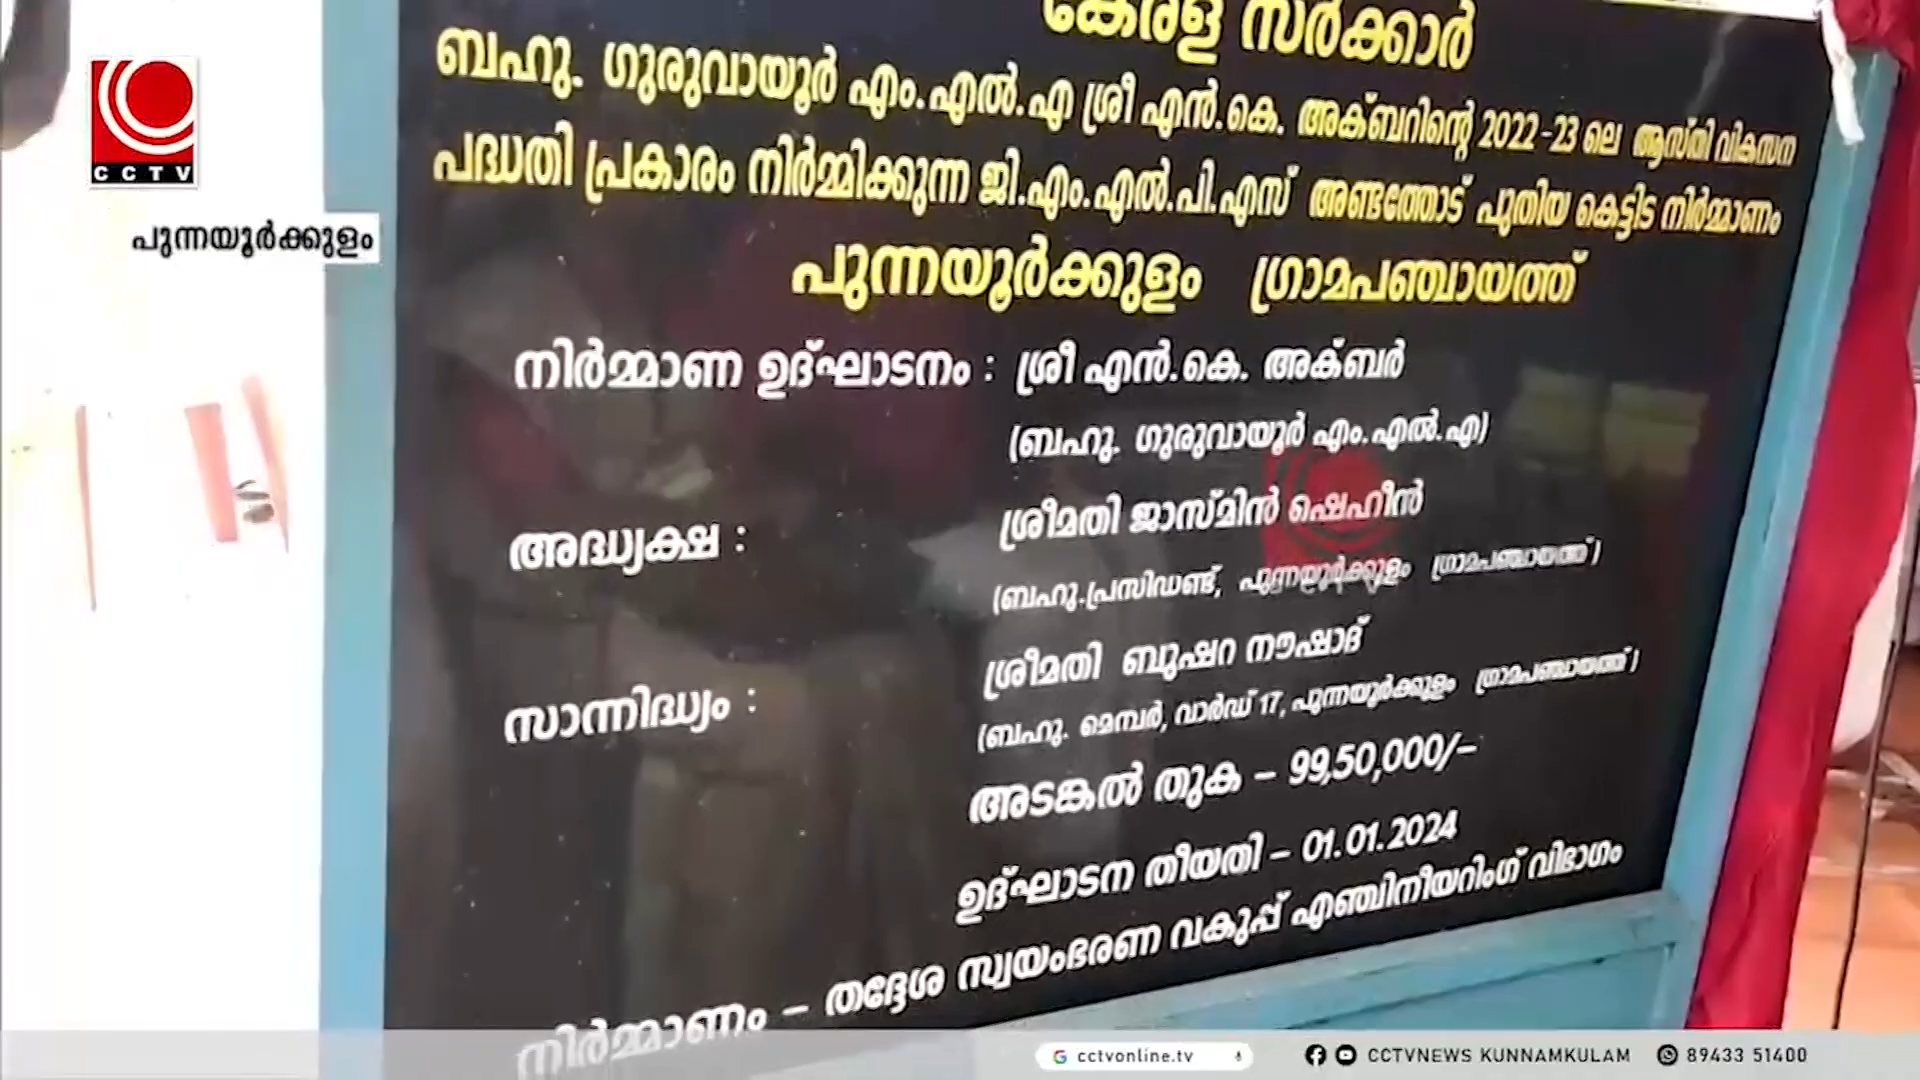 കേരള സർക്കാർ
ബഹു. ഗുരുവായൂർ എം.എൽ.എ ശ്രീ എൻ.കെ. അക്ബറിന്റെ 2022-23 ലെ ആസ്തി വികസന
പദ്ധതി പ്രകാരം നിർമ്മിക്കുന്ന ജി.എം.എൽ.പി.എസ് അണ്ടത്തോട് പുതിയ കെട്ടിട നിർമ്മാണം
CCTV
പുന്നയൂർക്കുളം
പുന്നയൂർക്കുളം ഗ്രാമപഞ്ചായത്ത്
നിർമ്മാണ ഉദ്ഘാടനം : ശ്രീ എൻ.കെ. അക്ബർ
(ബഹു. ഗുരുവായൂർ എം.എൽ.എ)
അദ്ധ്യക്ഷ : ശ്രീമതി ജാസ്മിൻ ഷെഹീൻ
(ബഹു.പ്രസിഡണ്ട്, പുന്നയൂർക്കുളം ഗ്രാമപഞ്ചായത്ത്)
സാന്നിദ്ധ്യം : ശ്രീമതി ബുഷറ നൗഷാദ്
(ബഹു. മെമ്പർ, വാർഡ് 17, പുന്നയൂർക്കുളം ഗ്രാമപഞ്ചായത്ത്)
അടങ്കൽ തുക - 99,50,000/-
ഉദ്ഘാടന തീയതി - 01.01.2024
നിർമ്മാണം - തദ്ദേശ സ്വയംഭരണ വകുപ്പ് എഞ്ചിനീയറിംഗ് വിഭാഗം
cctvonline.tv
CCTVNEWS KUNNAMKULAM
89433 51400